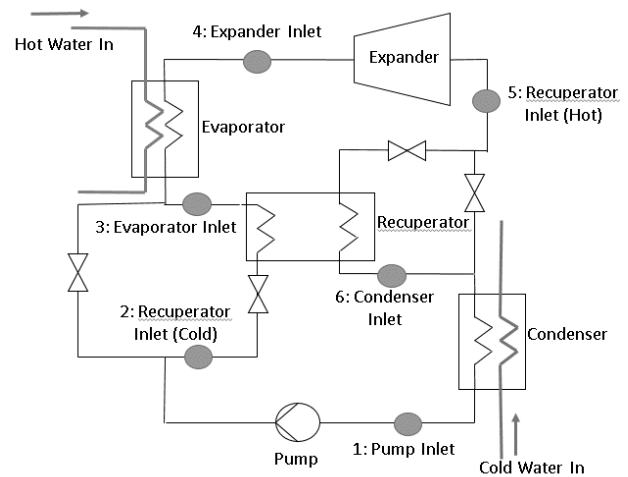 Hot Water In
4: Expander Inlet
Expander
5: Recuperator
Inlet (Hot)
Evaporator
3: Evaporator Inlet
Recuperator
2: Recuperator
Inlet (Cold)
6: Condenser
Inlet
Condenser
Pump
1: Pump Inlet
Cold Water In